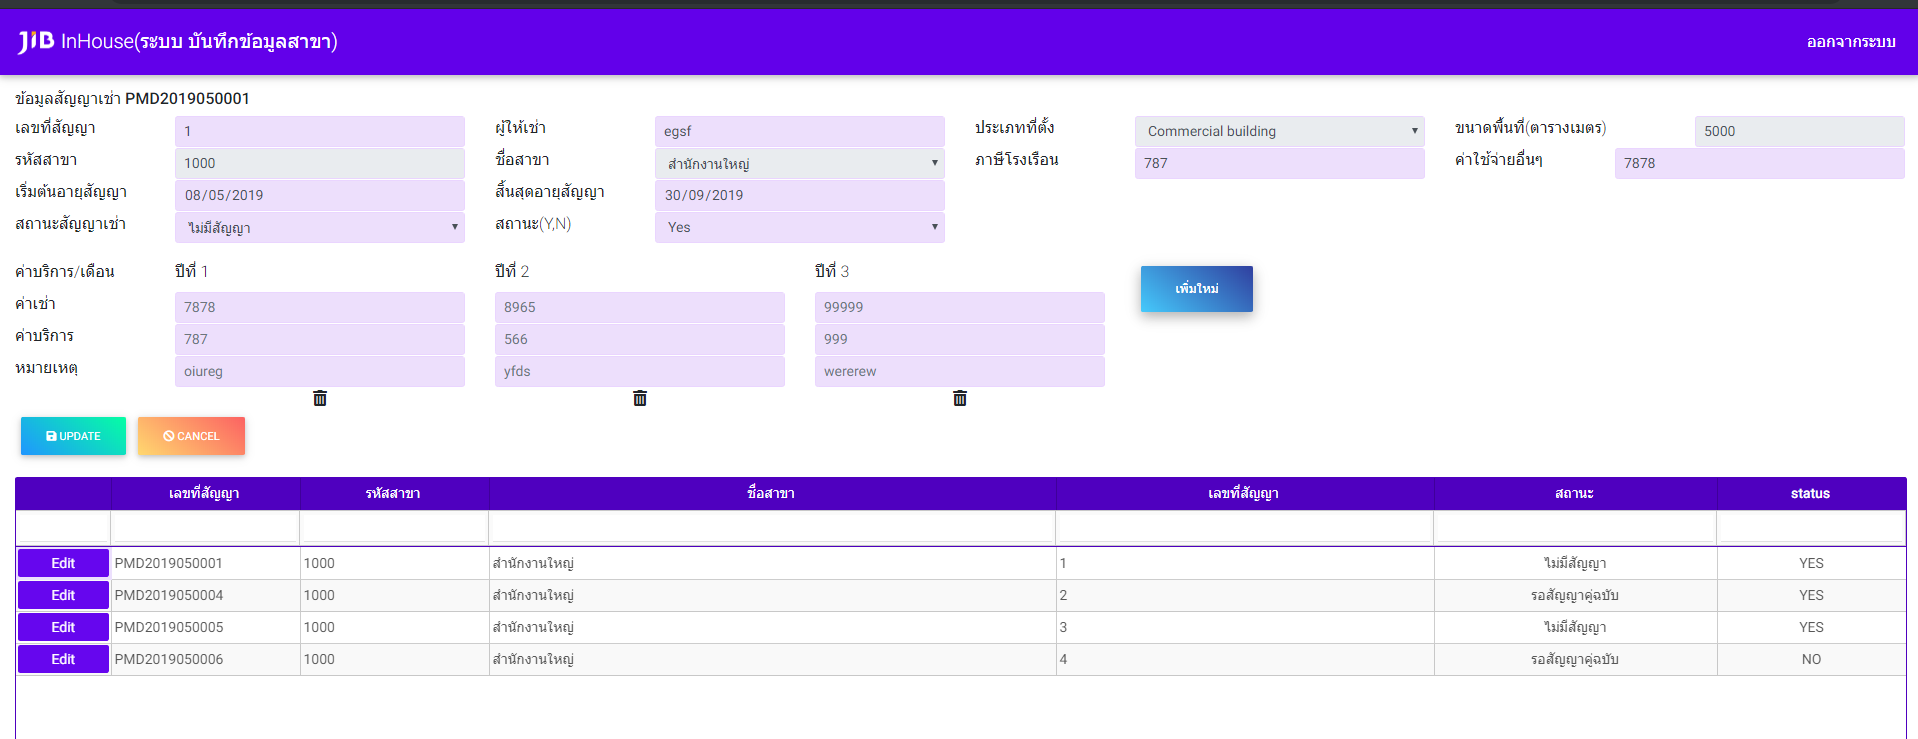 JIB InHouse(ระบบ บันทึกข้อมูลสาขา) ออกจากระบบ
ข้อมูลสัญญาเช่า PMD2019050001
เลขที่สัญญา 1 ผู้ให้เช่า egsf ประเภทที่ตั้ง Commercial building ขนาดพื้นที่(ตารางเมตร) 5000
รหัสสาขา 1000 ชื่อสาขา สำนักงานใหญ่ ภาษีโรงเรือน 787 ค่าใช้จ่ายอื่นๆ 7878
เริ่มต้นอายุสัญญา 08/05/2019 สิ้นสุดอายุสัญญา 30/09/2019
สถานะสัญญาเช่า ไม่มีสัญญา สถานะ(Y,N) Yes
ค่าบริการ/เดือน ปีที่ 1 ปีที่ 2 ปีที่ 3 เพิ่มใหม่
ค่าเช่า 7878 8965 99999
ค่าบริการ 787 566 999
หมายเหตุ oiureg yfds wererew
UPDATE CANCEL
เลขที่สัญญา รหัสสาขา ชื่อสาขา เลขที่สัญญา สถานะ status
Edit PMD2019050001 1000 สำนักงานใหญ่ 1 ไม่มีสัญญา YES
Edit PMD2019050004 1000 สำนักงานใหญ่ 2 รอสัญญาคู่ฉบับ YES
Edit PMD2019050005 1000 สำนักงานใหญ่ 3 ไม่มีสัญญา YES
Edit PMD2019050006 1000 สำนักงานใหญ่ 4 รอสัญญาคู่ฉบับ NO